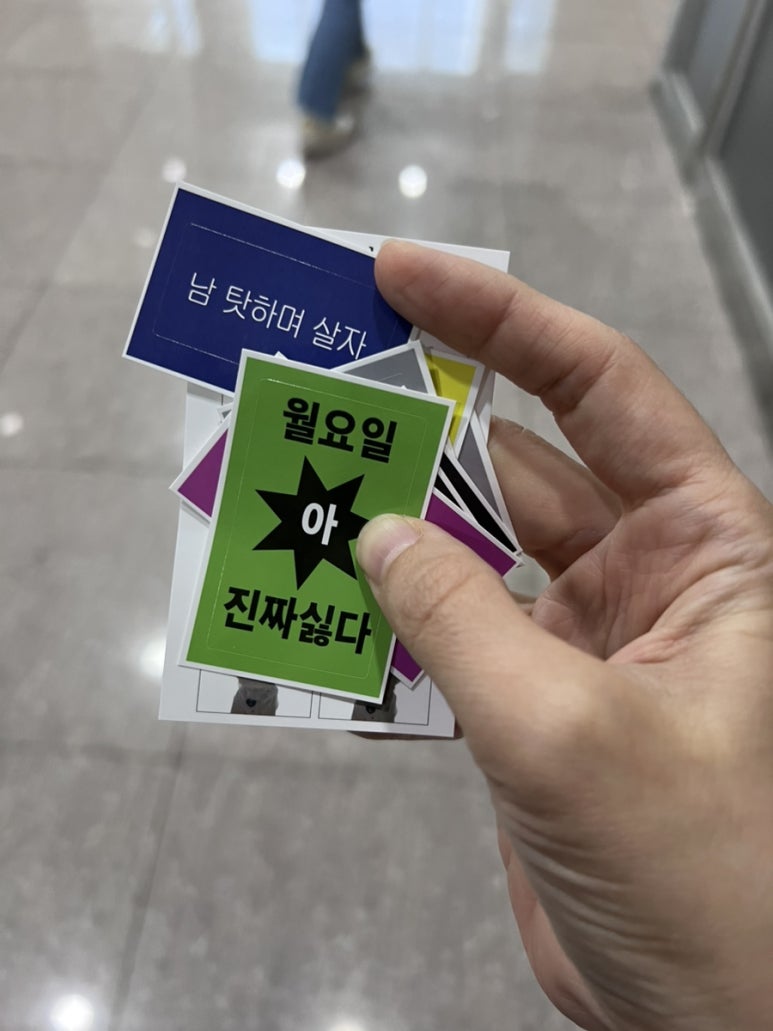 남 탓하며 살자
월요일
아
진짜싫다